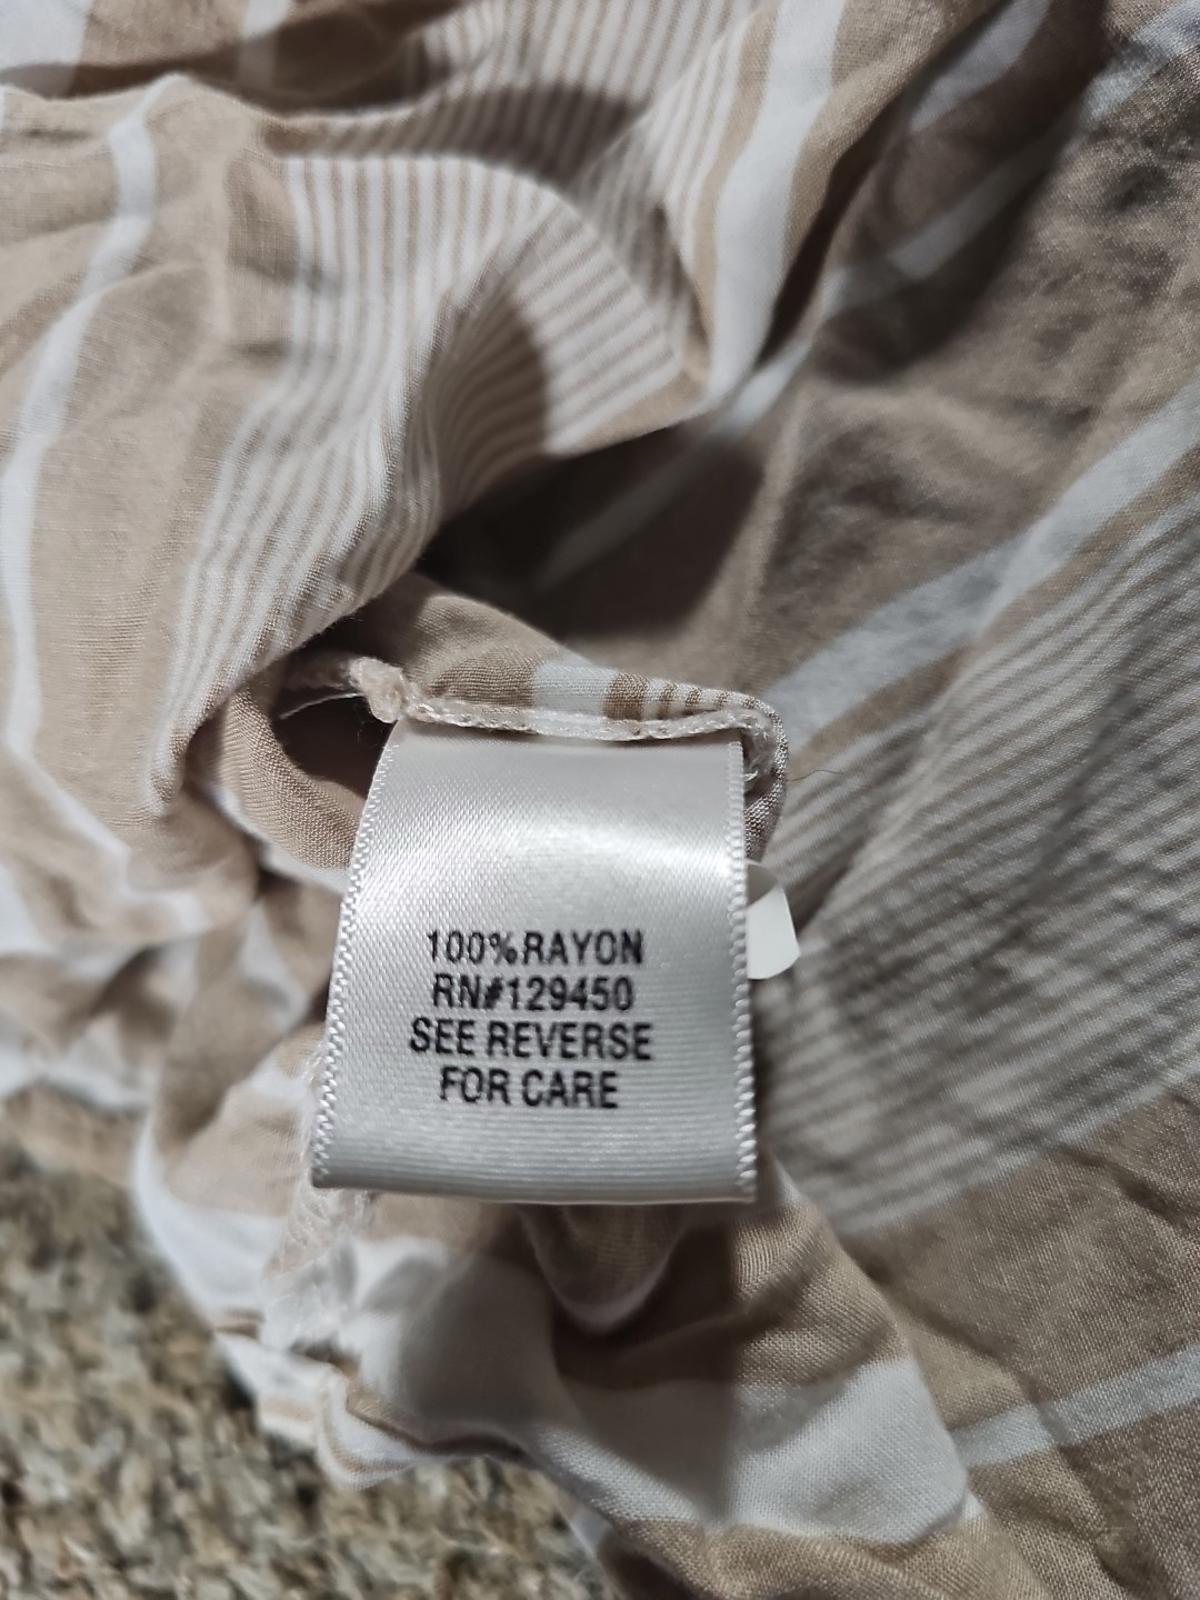 100%RAYON
RN#129450
SEE REVERSE
FOR CARE